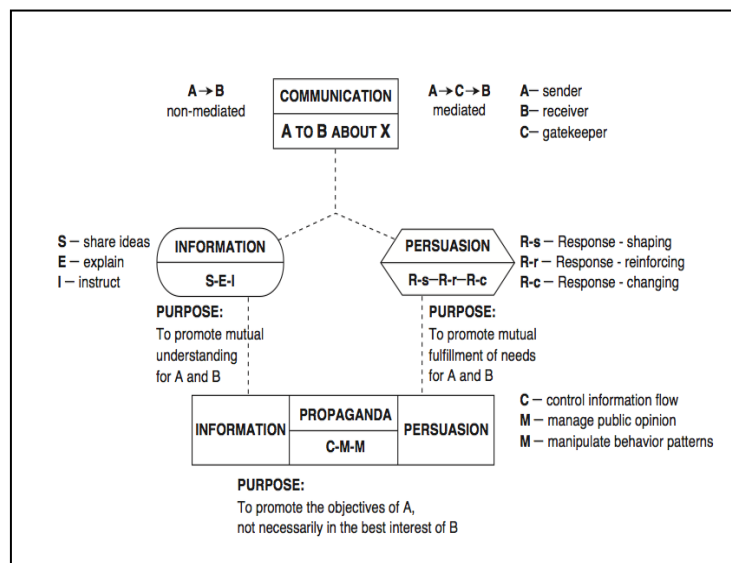 A→B
non-mediated
COMMUNICATION
A TO B ABOUT X
A→C→B
mediated
A— sender
B— receiver
C— gatekeeper
S — share ideas
E — explain
I — instruct
INFORMATION
S-E-I
PERSUASION
R-s—R-r—R-c
R-s — Response - shaping
R-r — Response - reinforcing
R-c — Response - changing
PURPOSE:
To promote mutual
understanding
for A and B
PURPOSE:
To promote mutual
fulfillment of needs
for A and B
INFORMATION
PROPAGANDA
C-M-M
PERSUASION
C — control information flow
M — manage public opinion
M — manipulate behavior patterns
PURPOSE:
To promote the objectives of A,
not necessarily in the best interest of B